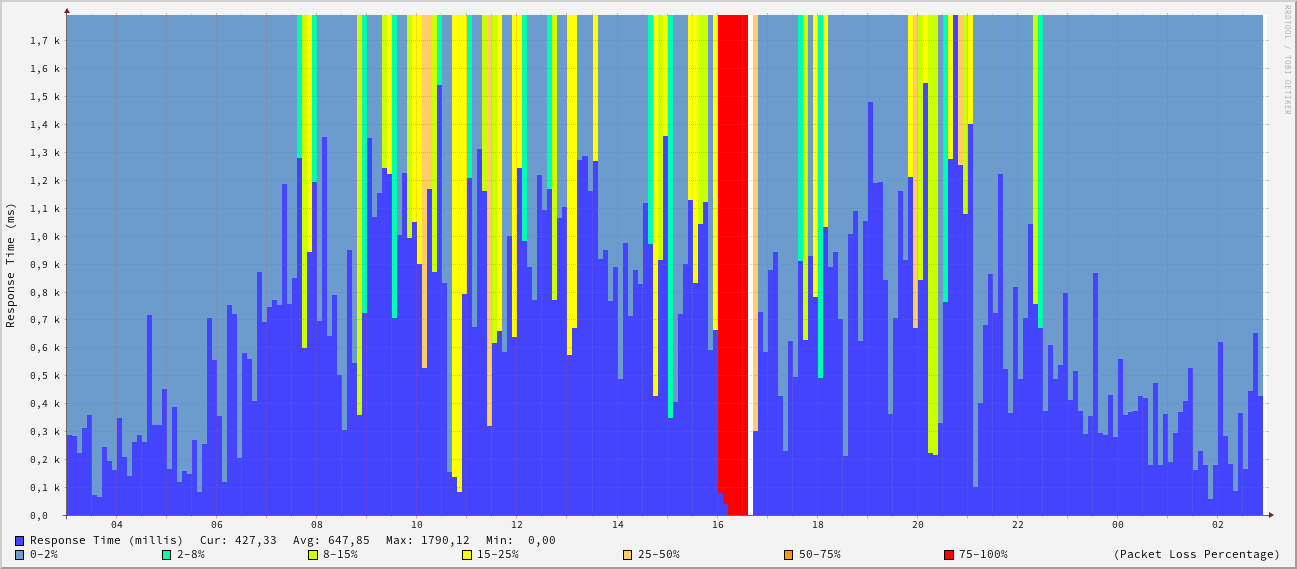 RRDTOOL / TOBI OETIKER
Response Time (ms)
1,7 k
1,6 k
1,5 k
1,4 k
1,3 k
1,2 k
1,1 k
1,0 k
0,9 k
0,8 k
0,7 k
0,6 k
0,5 k
0,4 k
0,3 k
0,2 k
0,1 k
0,0
04 06 08 10 12 14 16 18 20 22 00 02
Response Time (millis) Cur: 427,33 Avg: 647,85 Max: 1790,12 Min: 0,00
0-2% 2-8% 8-15% 15-25% 25-50% 50-75% 75-100% (Packet Loss Percentage)